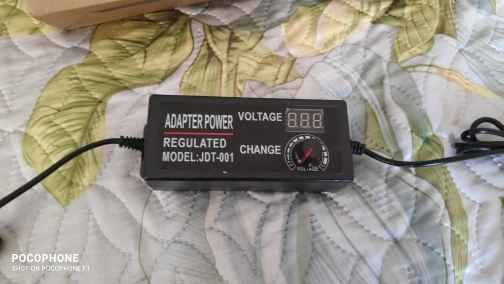 ADAPTER POWER
REGULATED
MODEL:JDT-001
VOLTAGE
CHANGE
VOLTAGE
POCOPHONE
SHOT ON POCOPHONE F1